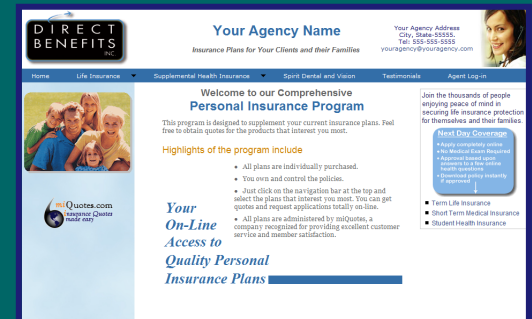 DIRECT
BENEFITS
INC
Your Agency Name
Insurance Plans for Your Clients and their Families
Your Agency Address
City, State-55555.
Tel: 555-555-5555
youragency@youragency.com
Home Life Insurance Supplemental Health Insurance Spirit Dental and Vision Testimonials Agent Log-in
Welcome to our Comprehensive
Personal Insurance Program
This program is designed to supplement your current insurance plans. Feel
free to obtain quotes for the products that interest you most.
Highlights of the program include
All plans are individually purchased.
You own and control the policies.
Just click on the navigation bar at the top and
select the plans that interest you most. You can get
quotes and request applications totally on-line.
All plans are administered by miQuotes, a
company recognized for providing excellent customer
service and member satisfaction.
Your
On-Line
Access to
Quality Personal
Insurance Plans
miQuotes.com
Insurance Quotes
made easy
Join the thousands of people
enjoying peace of mind in
securing life insurance protection
for themselves and their families.
Next Day Coverage
Apply completely online
No Medical Exam Required
Approval based upon
answers to a few online
health questions
Download policy instantly
if approved
Term Life Insurance
Short Term Medical Insurance
Student Health Insurance